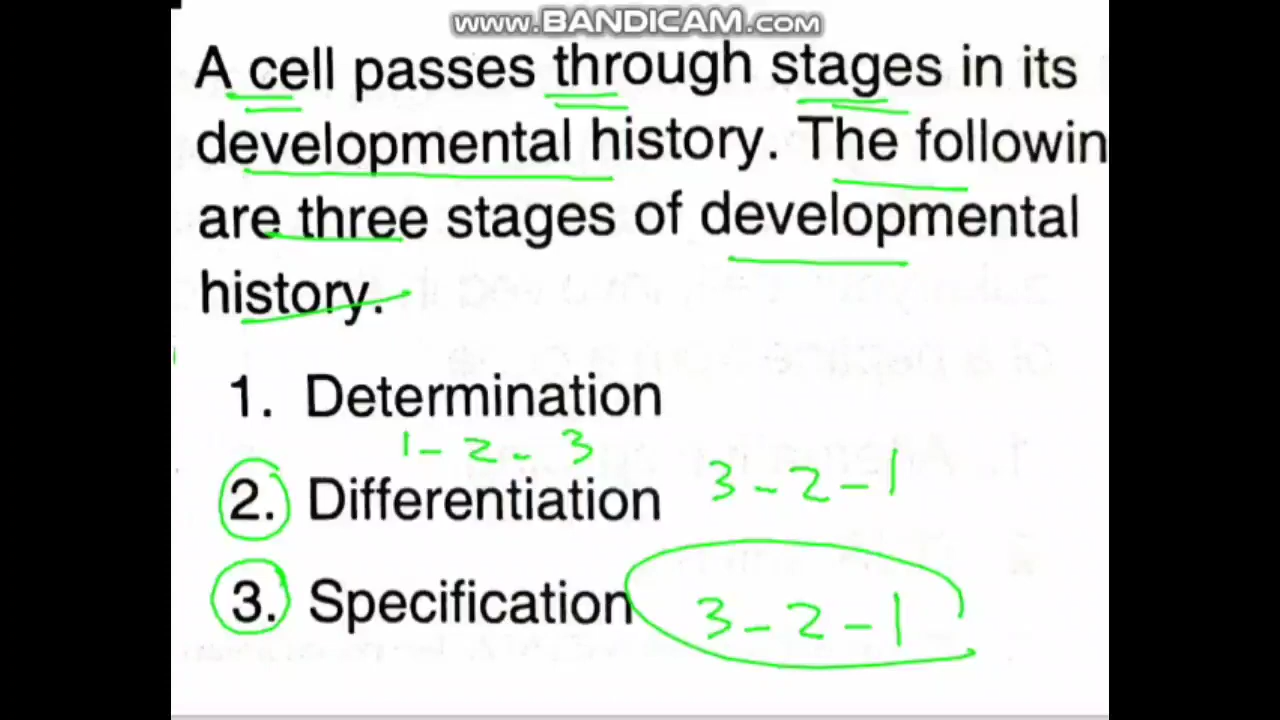 www.BANDICAM.com
A cell passes through stages in its
developmental history. The followin
are three stages of developmental
history.
1. Determination
1 - 2 - 3
2. Differentiation 3 - 2 - 1
3. Specification 3 - 2 - 1